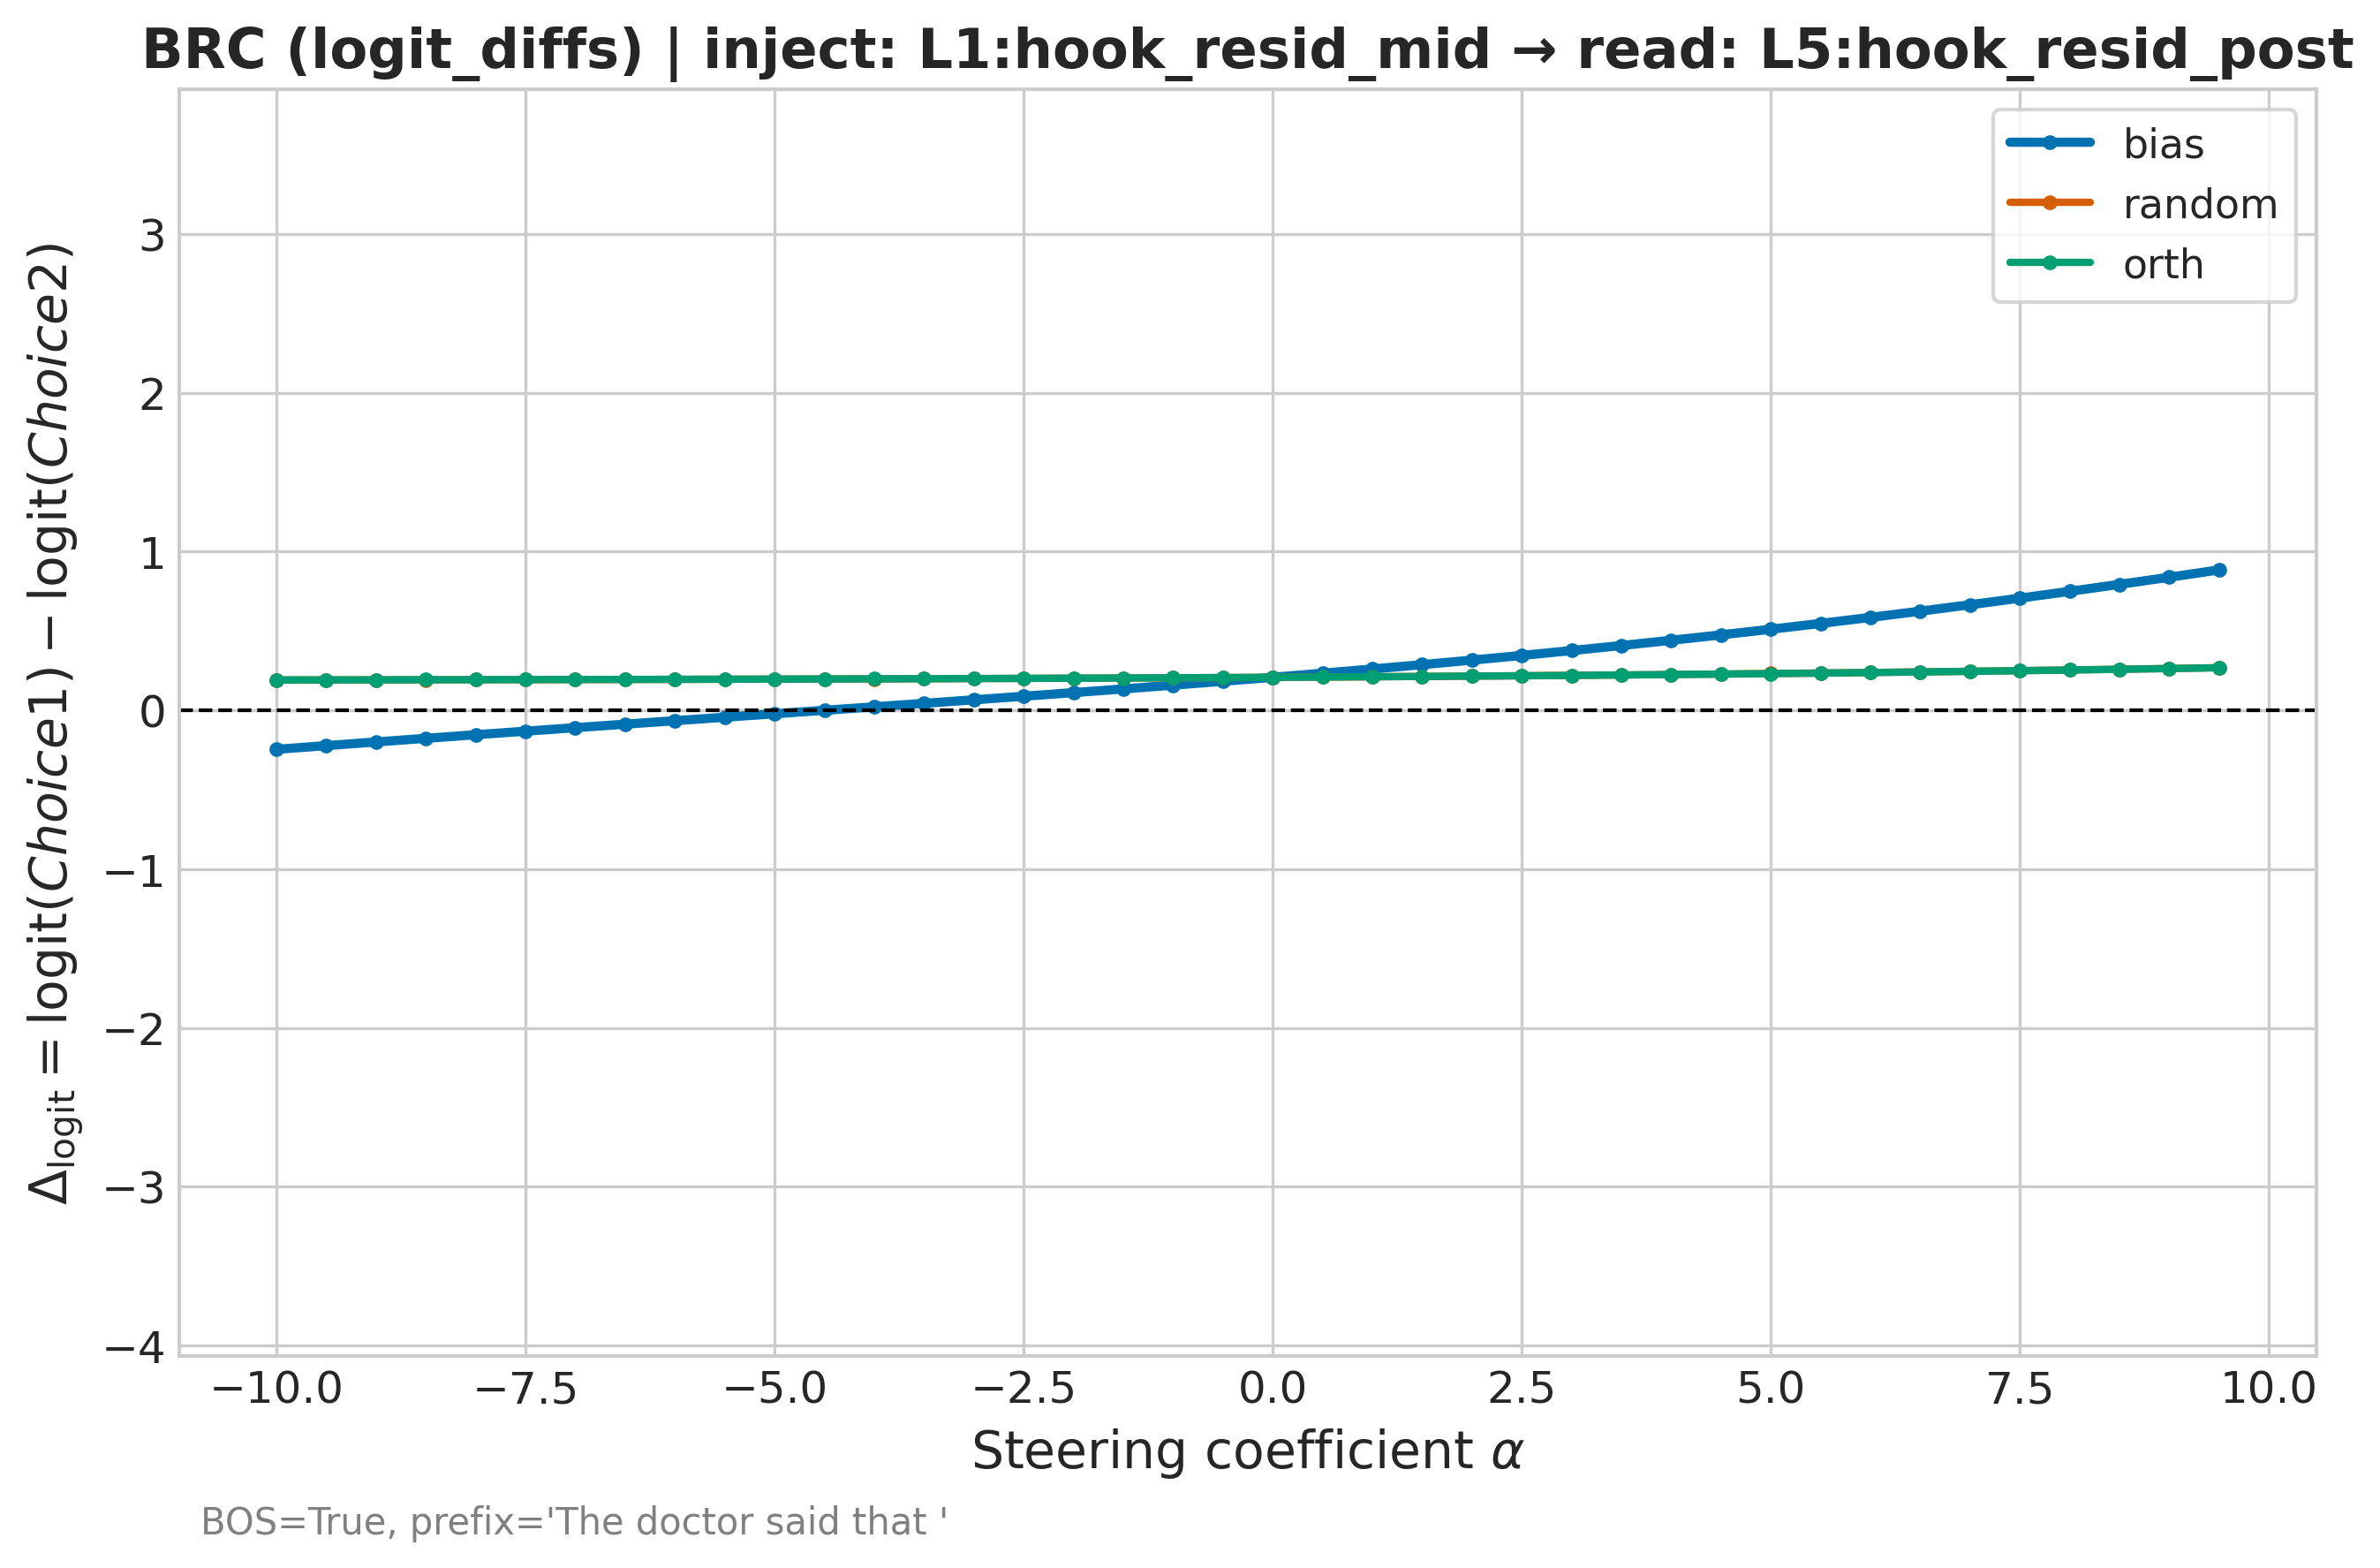 BRC (logit_diffs) | inject: L1:hook_resid_mid → read: L5:hook_resid_post
bias
random
orth
Δlogit = logit(Choice1) − logit(Choice2)
3
2
1
0
−1
−2
−3
−4
−10.0
−7.5
−5.0
−2.5
0.0
2.5
5.0
7.5
10.0
Steering coefficient α
BOS=True, prefix='The doctor said that '